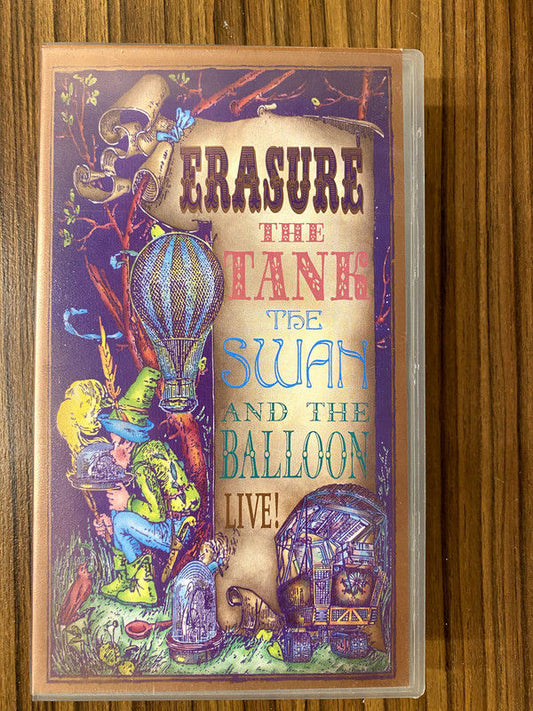 ERASURE
THE
TANK
THE
SWAN
AND THE
BALLOON
LIVE!